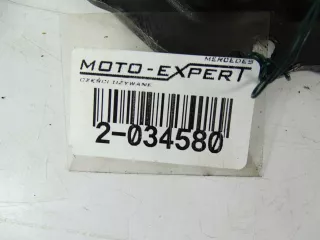 MERCEDES
MOTO-EXPERT
CZĘŚCI UŻYWANE
2-034580